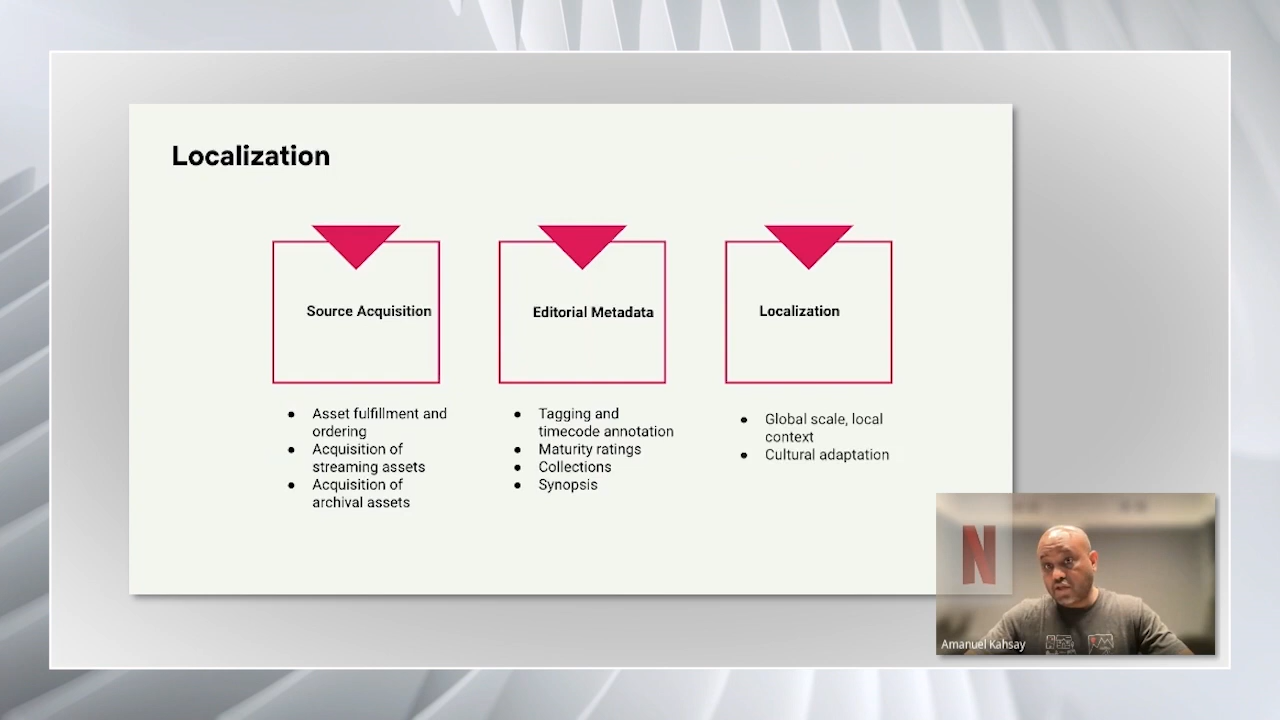 Localization
Source Acquisition
Asset fulfillment and
ordering
Acquisition of
streaming assets
Acquisition of
archival assets
Editorial Metadata
Tagging and
timecode annotation
Maturity ratings
Collections
Synopsis
Localization
Global scale, local
context
Cultural adaptation
N
Amanuel Kahsay